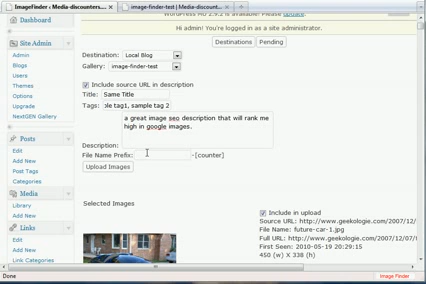 ImageFinder « Media-discounters....
image-finder-test | Media-discount...
WordPress MU 2.9.2 is available! Please update.
Hi admin! You're logged in as a site administrator.
Dashboard
Destinations
Pending
Site Admin
Destination: Local Blog
Gallery: image-finder-test
Admin
Blogs
Users
Themes
Options
Upgrade
NextGEN Gallery
Include source URL in description
Title: Same Title
Tags: ple tag1, sample tag 2
a great image seo description that will rank me
high in google images.
Description:
File Name Prefix: -[counter]
Upload Images
Posts
Edit
Add New
Post Tags
Categories
Media
Library
Add New
Links
Edit
Add New
Link Categories
Selected Images
Include in upload
Source URL: http://www.geekologie.com/2007/12/
File Name: future-car-1.jpg
Full URL: http://www.geekologie.com/2007/12/07/
First Seen: 2010-05-19 20:29:15
450 (w) X 338 (h)
Done
Image Finder